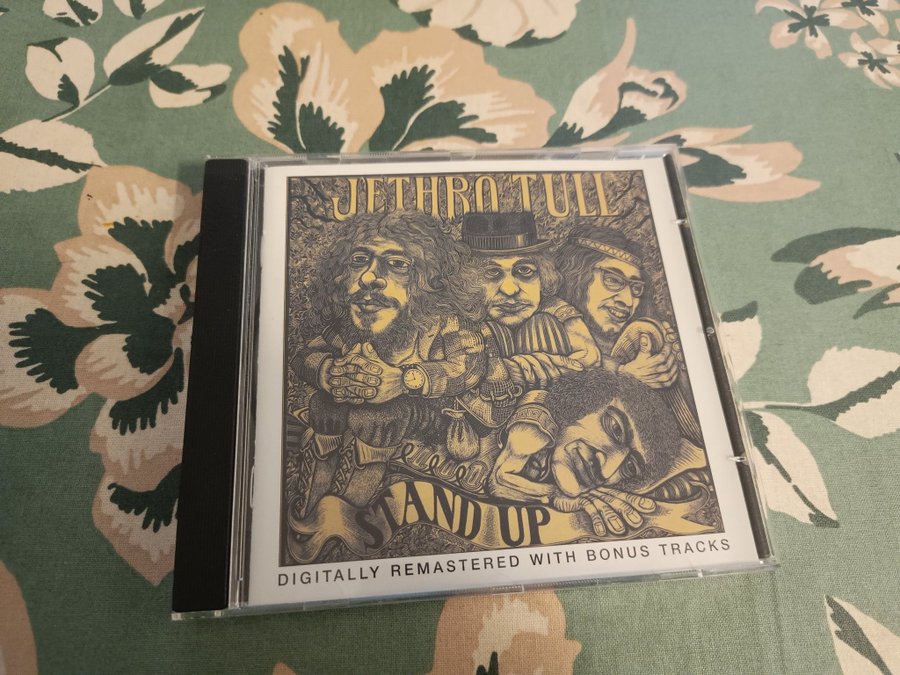 JETHRO TULL
STAND UP
DIGITALLY REMASTERED WITH BONUS TRACKS